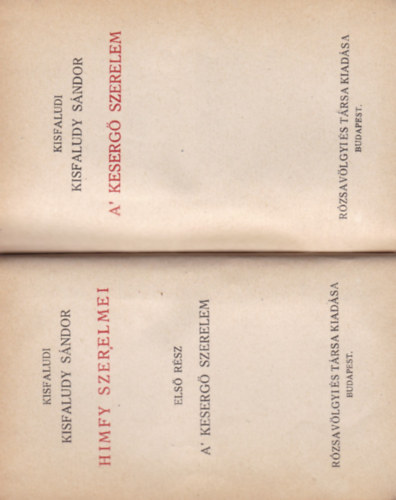 KISFALUDI
KISFALUDY SÁNDOR
HIMFY SZERELMEI
ELSŐ RÉSZ
A' KESERGŐ SZERELEM
RÓZSAVÖLGYI ÉS TÁRSA KIADÁSA
BUDAPEST.
KISFALUDI
KISFALUDY SÁNDOR
A' KESERGŐ SZERELEM
RÓZSAVÖLGYI ÉS TÁRSA KIADÁSA
BUDAPEST.